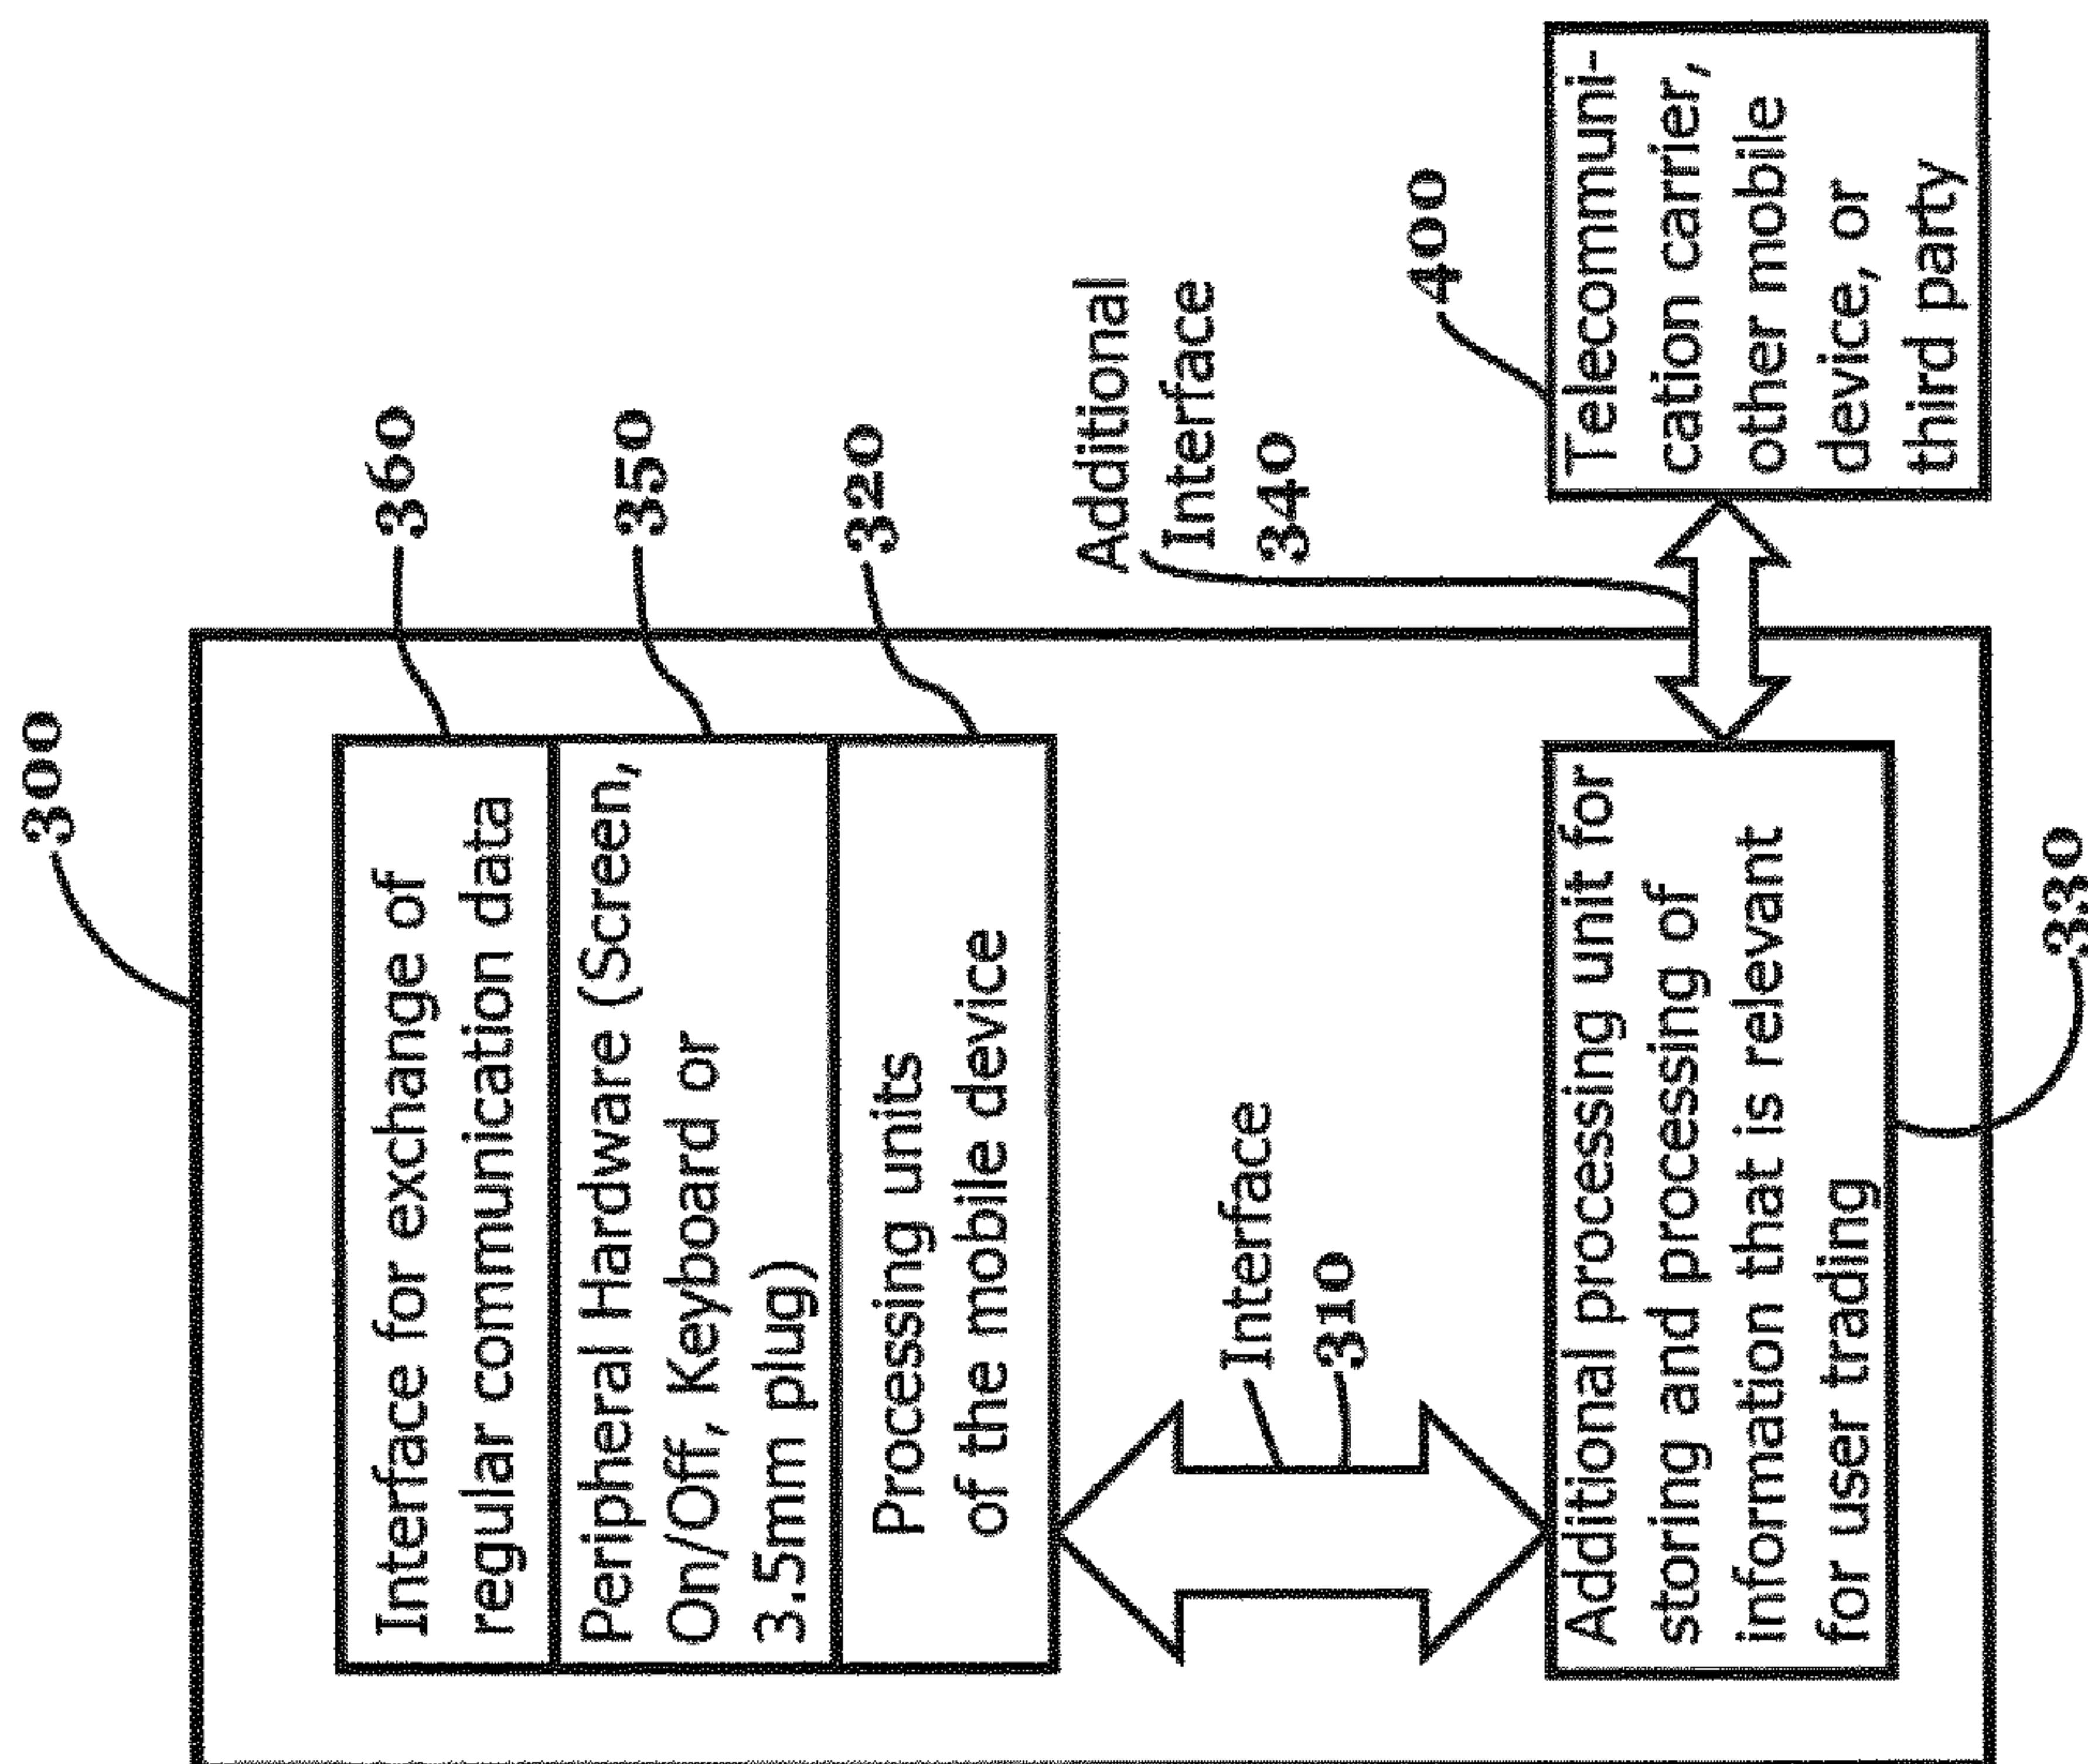 300
Interface for exchange of
regular communication data
360
Peripheral Hardware (Screen,
On/Off, Keyboard or
3.5mm plug)
350
Processing units
of the mobile device
320
Interface
310
Additional
Interface
340
Additional processing unit for
storing and processing of
information that is relevant
for user trading
330
400
Telecommuni-
cation carrier,
other mobile
device, or
third party